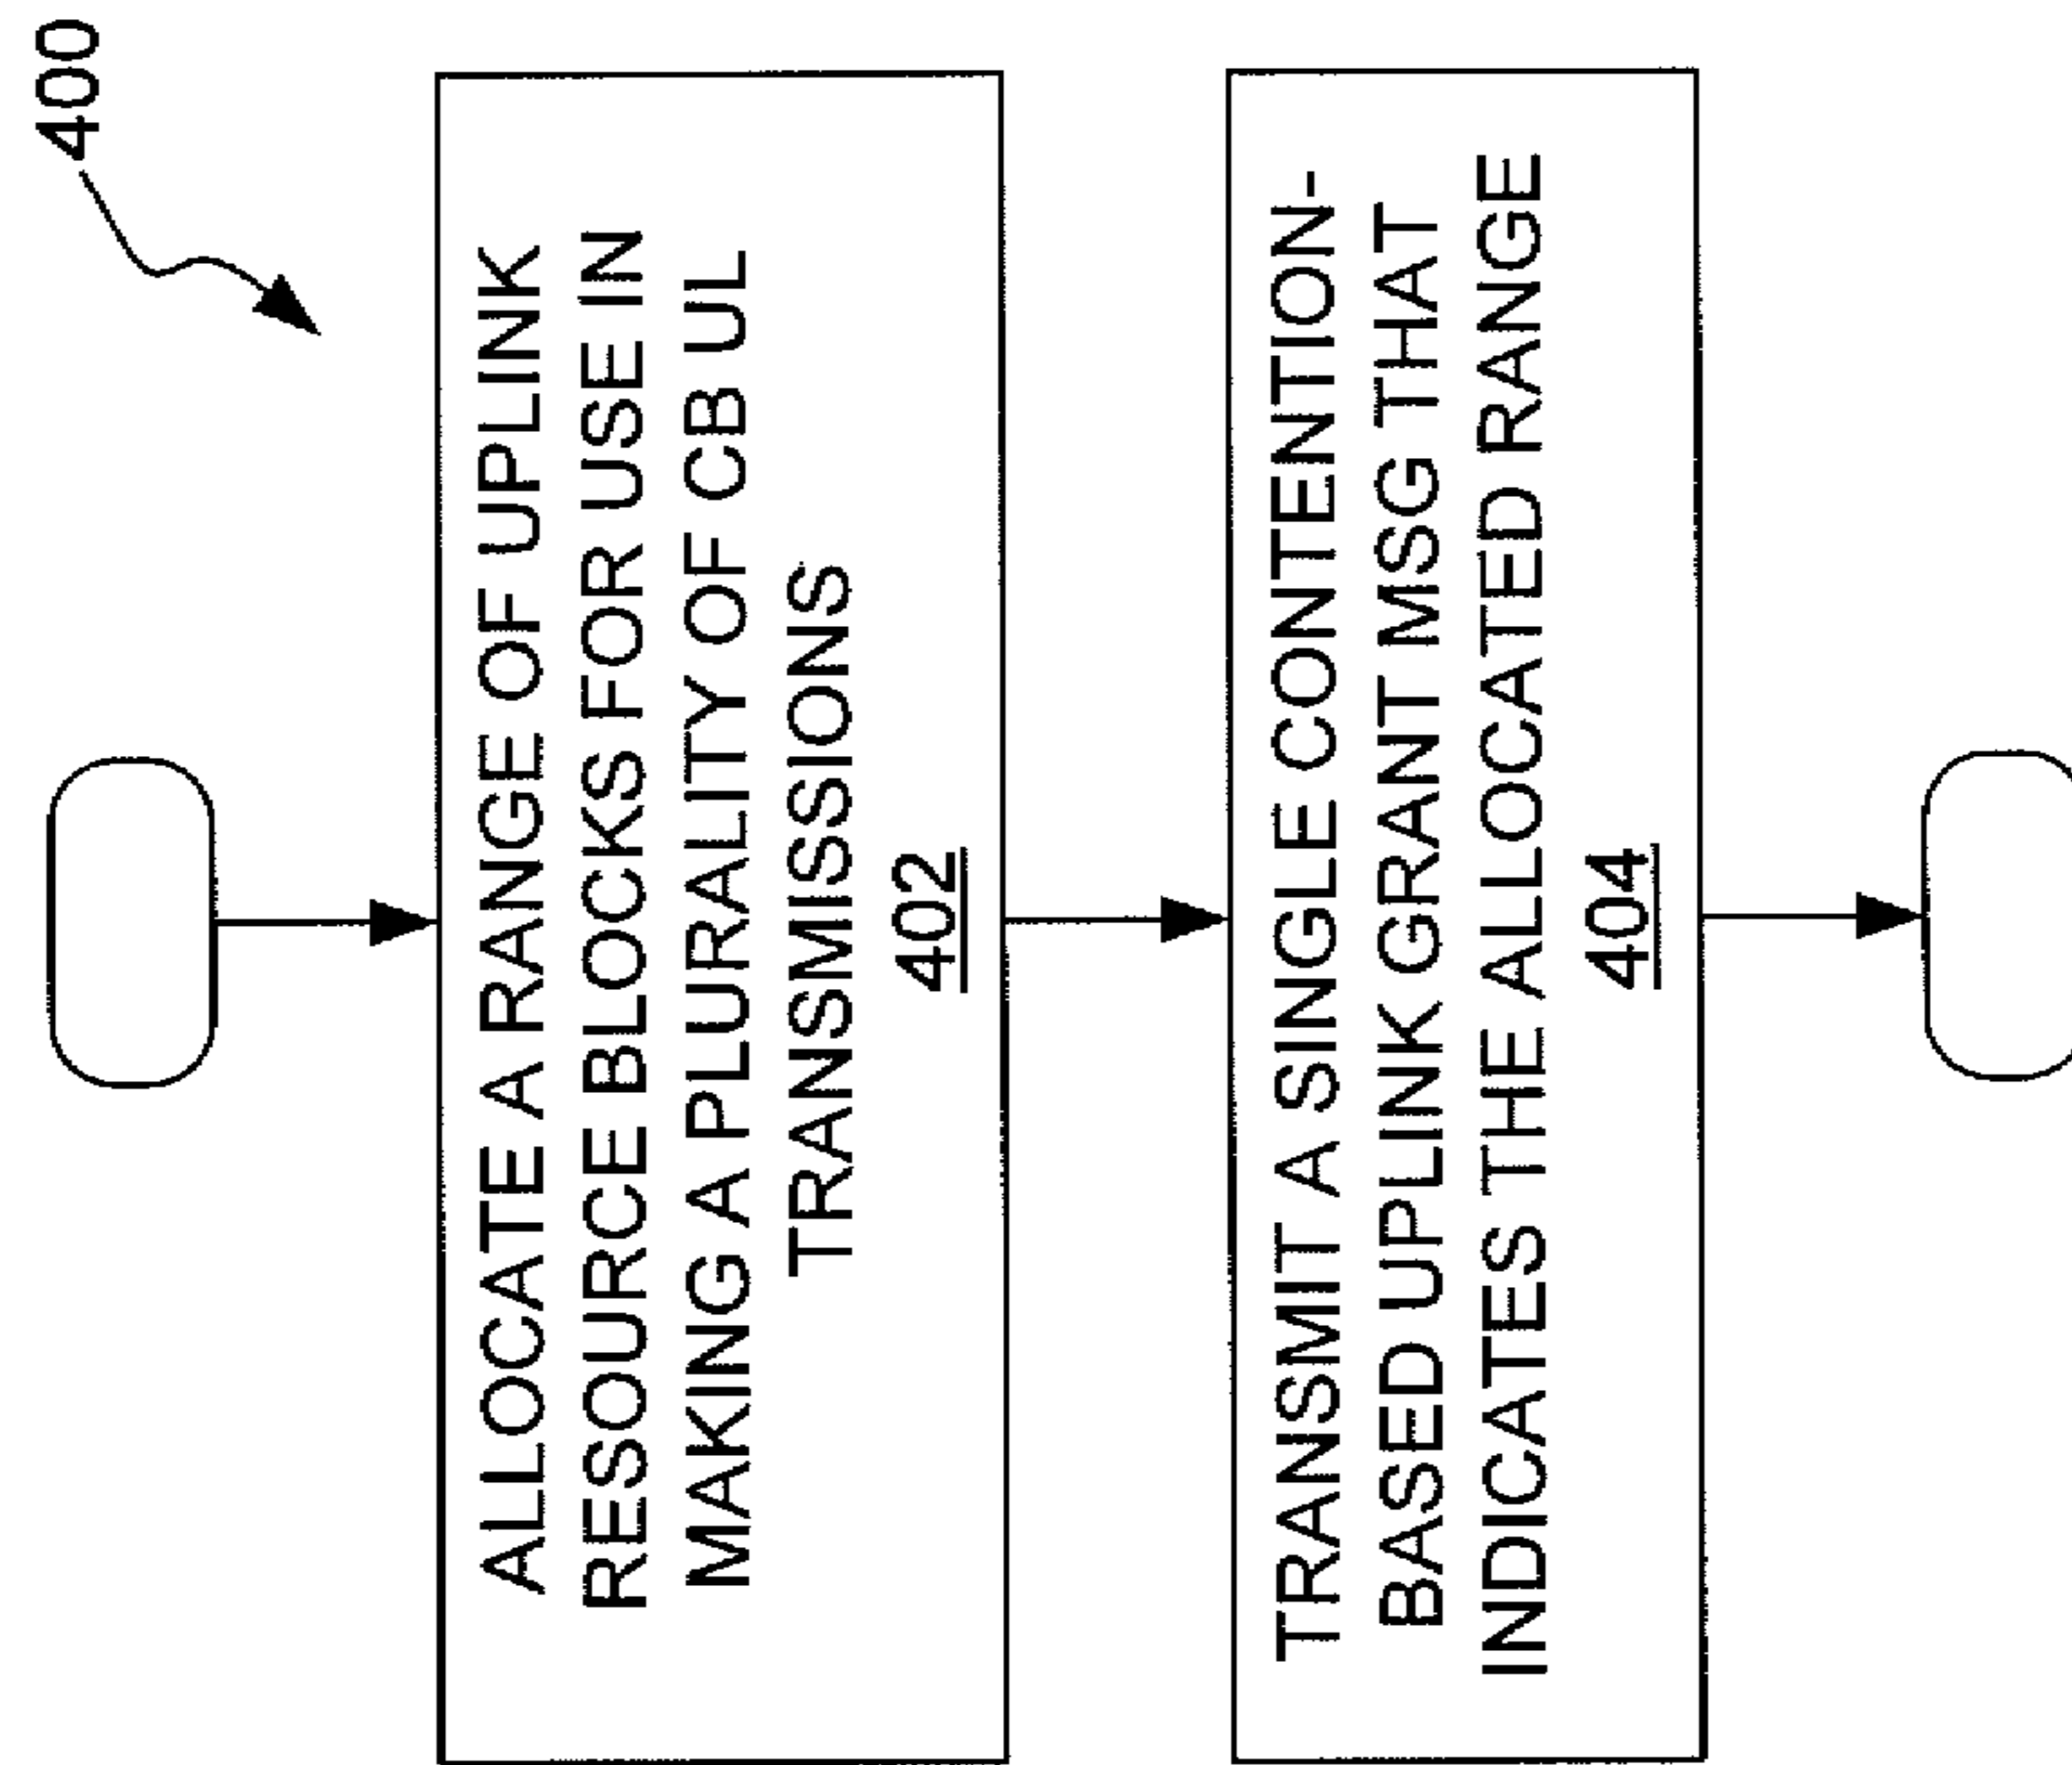 400
ALLOCATE A RANGE OF UPLINK
RESOURCE BLOCKS FOR USE IN
MAKING A PLURALITY OF CB UL
TRANSMISSIONS
402
TRANSMIT A SINGLE CONTENTION-
BASED UPLINK GRANT MSG THAT
INDICATES THE ALLOCATED RANGE
404